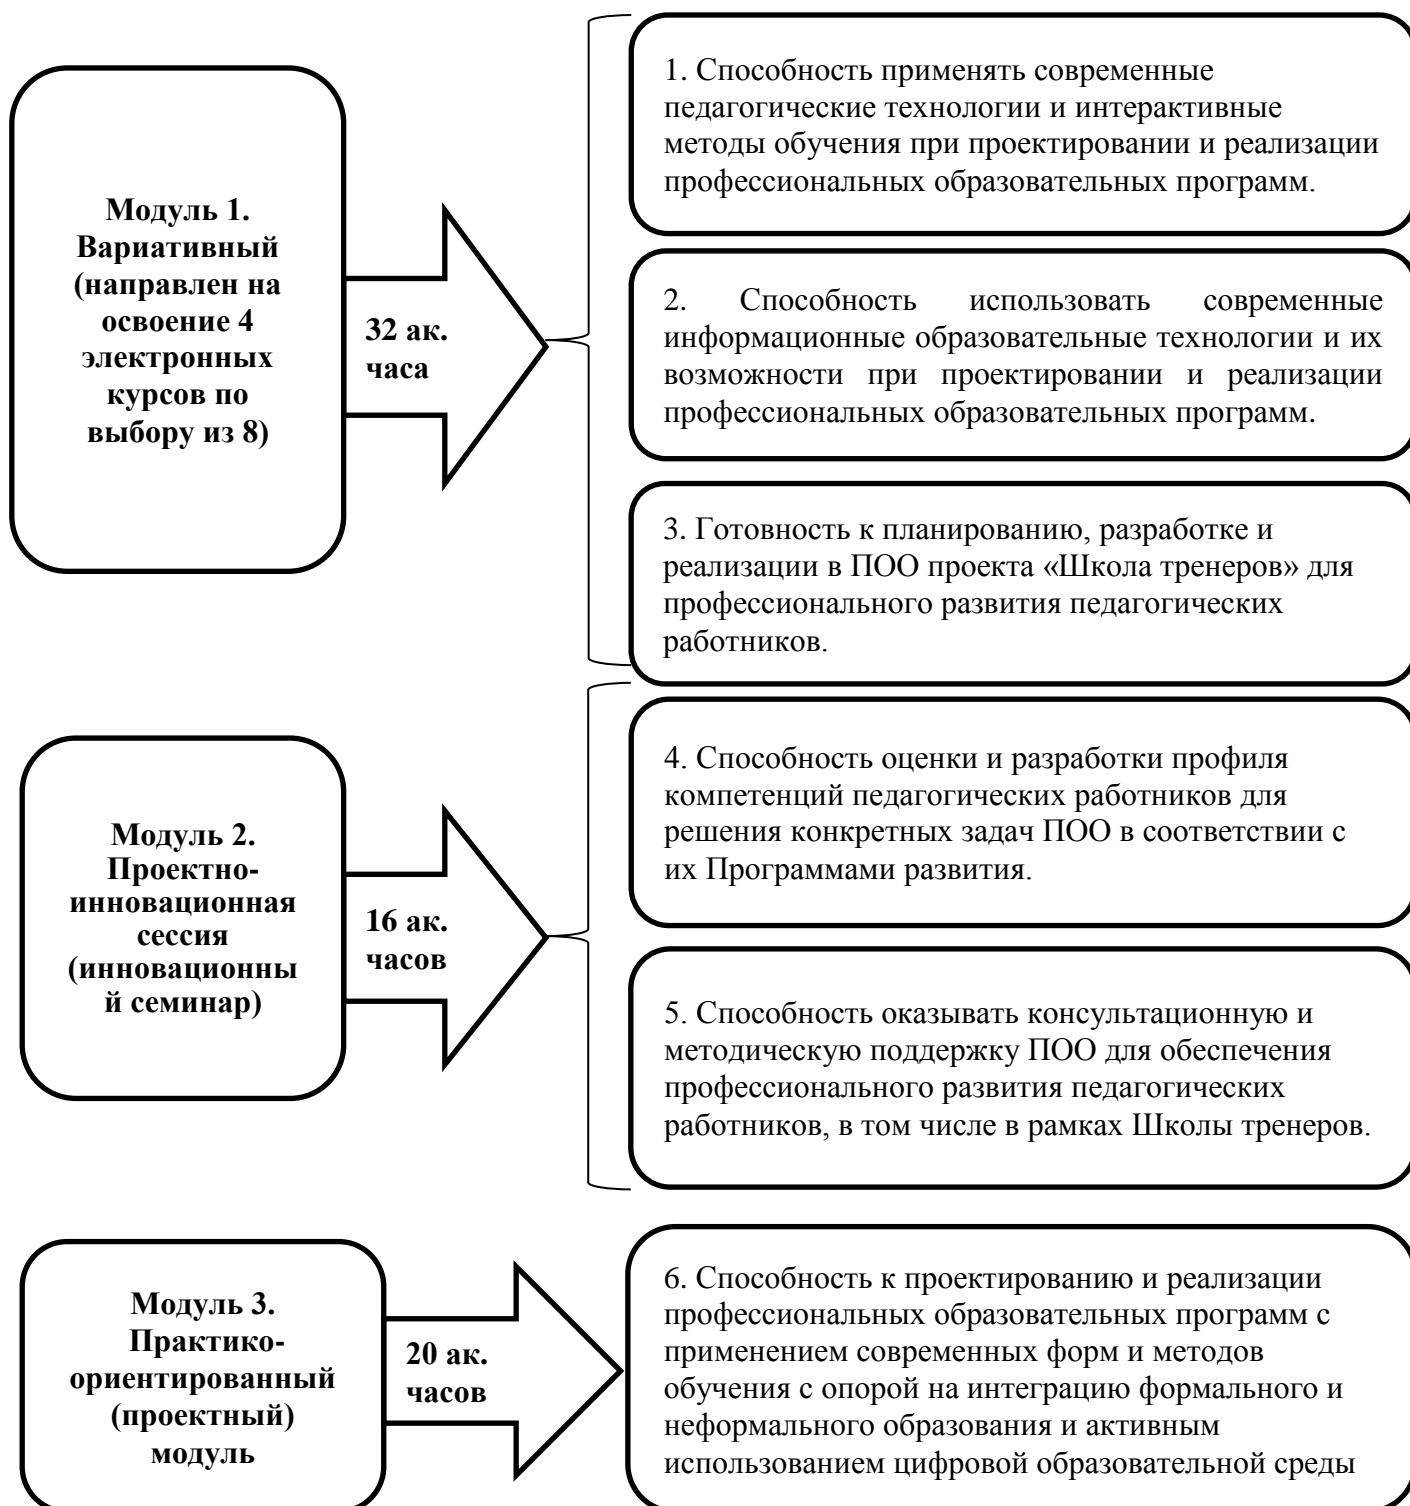 Модуль 1.
Вариативный
(направлен на
освоение 4
электронных
курсов по
выбору из 8)
32 ак.
часа
1. Способность применять современные
педагогические технологии и интерактивные
методы обучения при проектировании и реализации
профессиональных образовательных программ.
2. Способность использовать современные
информационные образовательные технологии и их
возможности при проектировании и реализации
профессиональных образовательных программ.
3. Готовность к планированию, разработке и
реализации в ПОО проекта «Школа тренеров» для
профессионального развития педагогических
работников.
Модуль 2.
Проектно-
инновационная
сессия
(инновационны
й семинар)
16 ак.
часов
4. Способность оценки и разработки профиля
компетенций педагогических работников для
решения конкретных задач ПОО в соответствии с
их Программами развития.
5. Способность оказывать консультационную и
методическую поддержку ПОО для обеспечения
профессионального развития педагогических
работников, в том числе в рамках Школы тренеров.
Модуль 3.
Практико-
ориентированный
(проектный)
модуль
20 ак.
часов
6. Способность к проектированию и реализации
профессиональных образовательных программ с
применением современных форм и методов
обучения с опорой на интеграцию формального и
неформального образования и активным
использованием цифровой образовательной среды